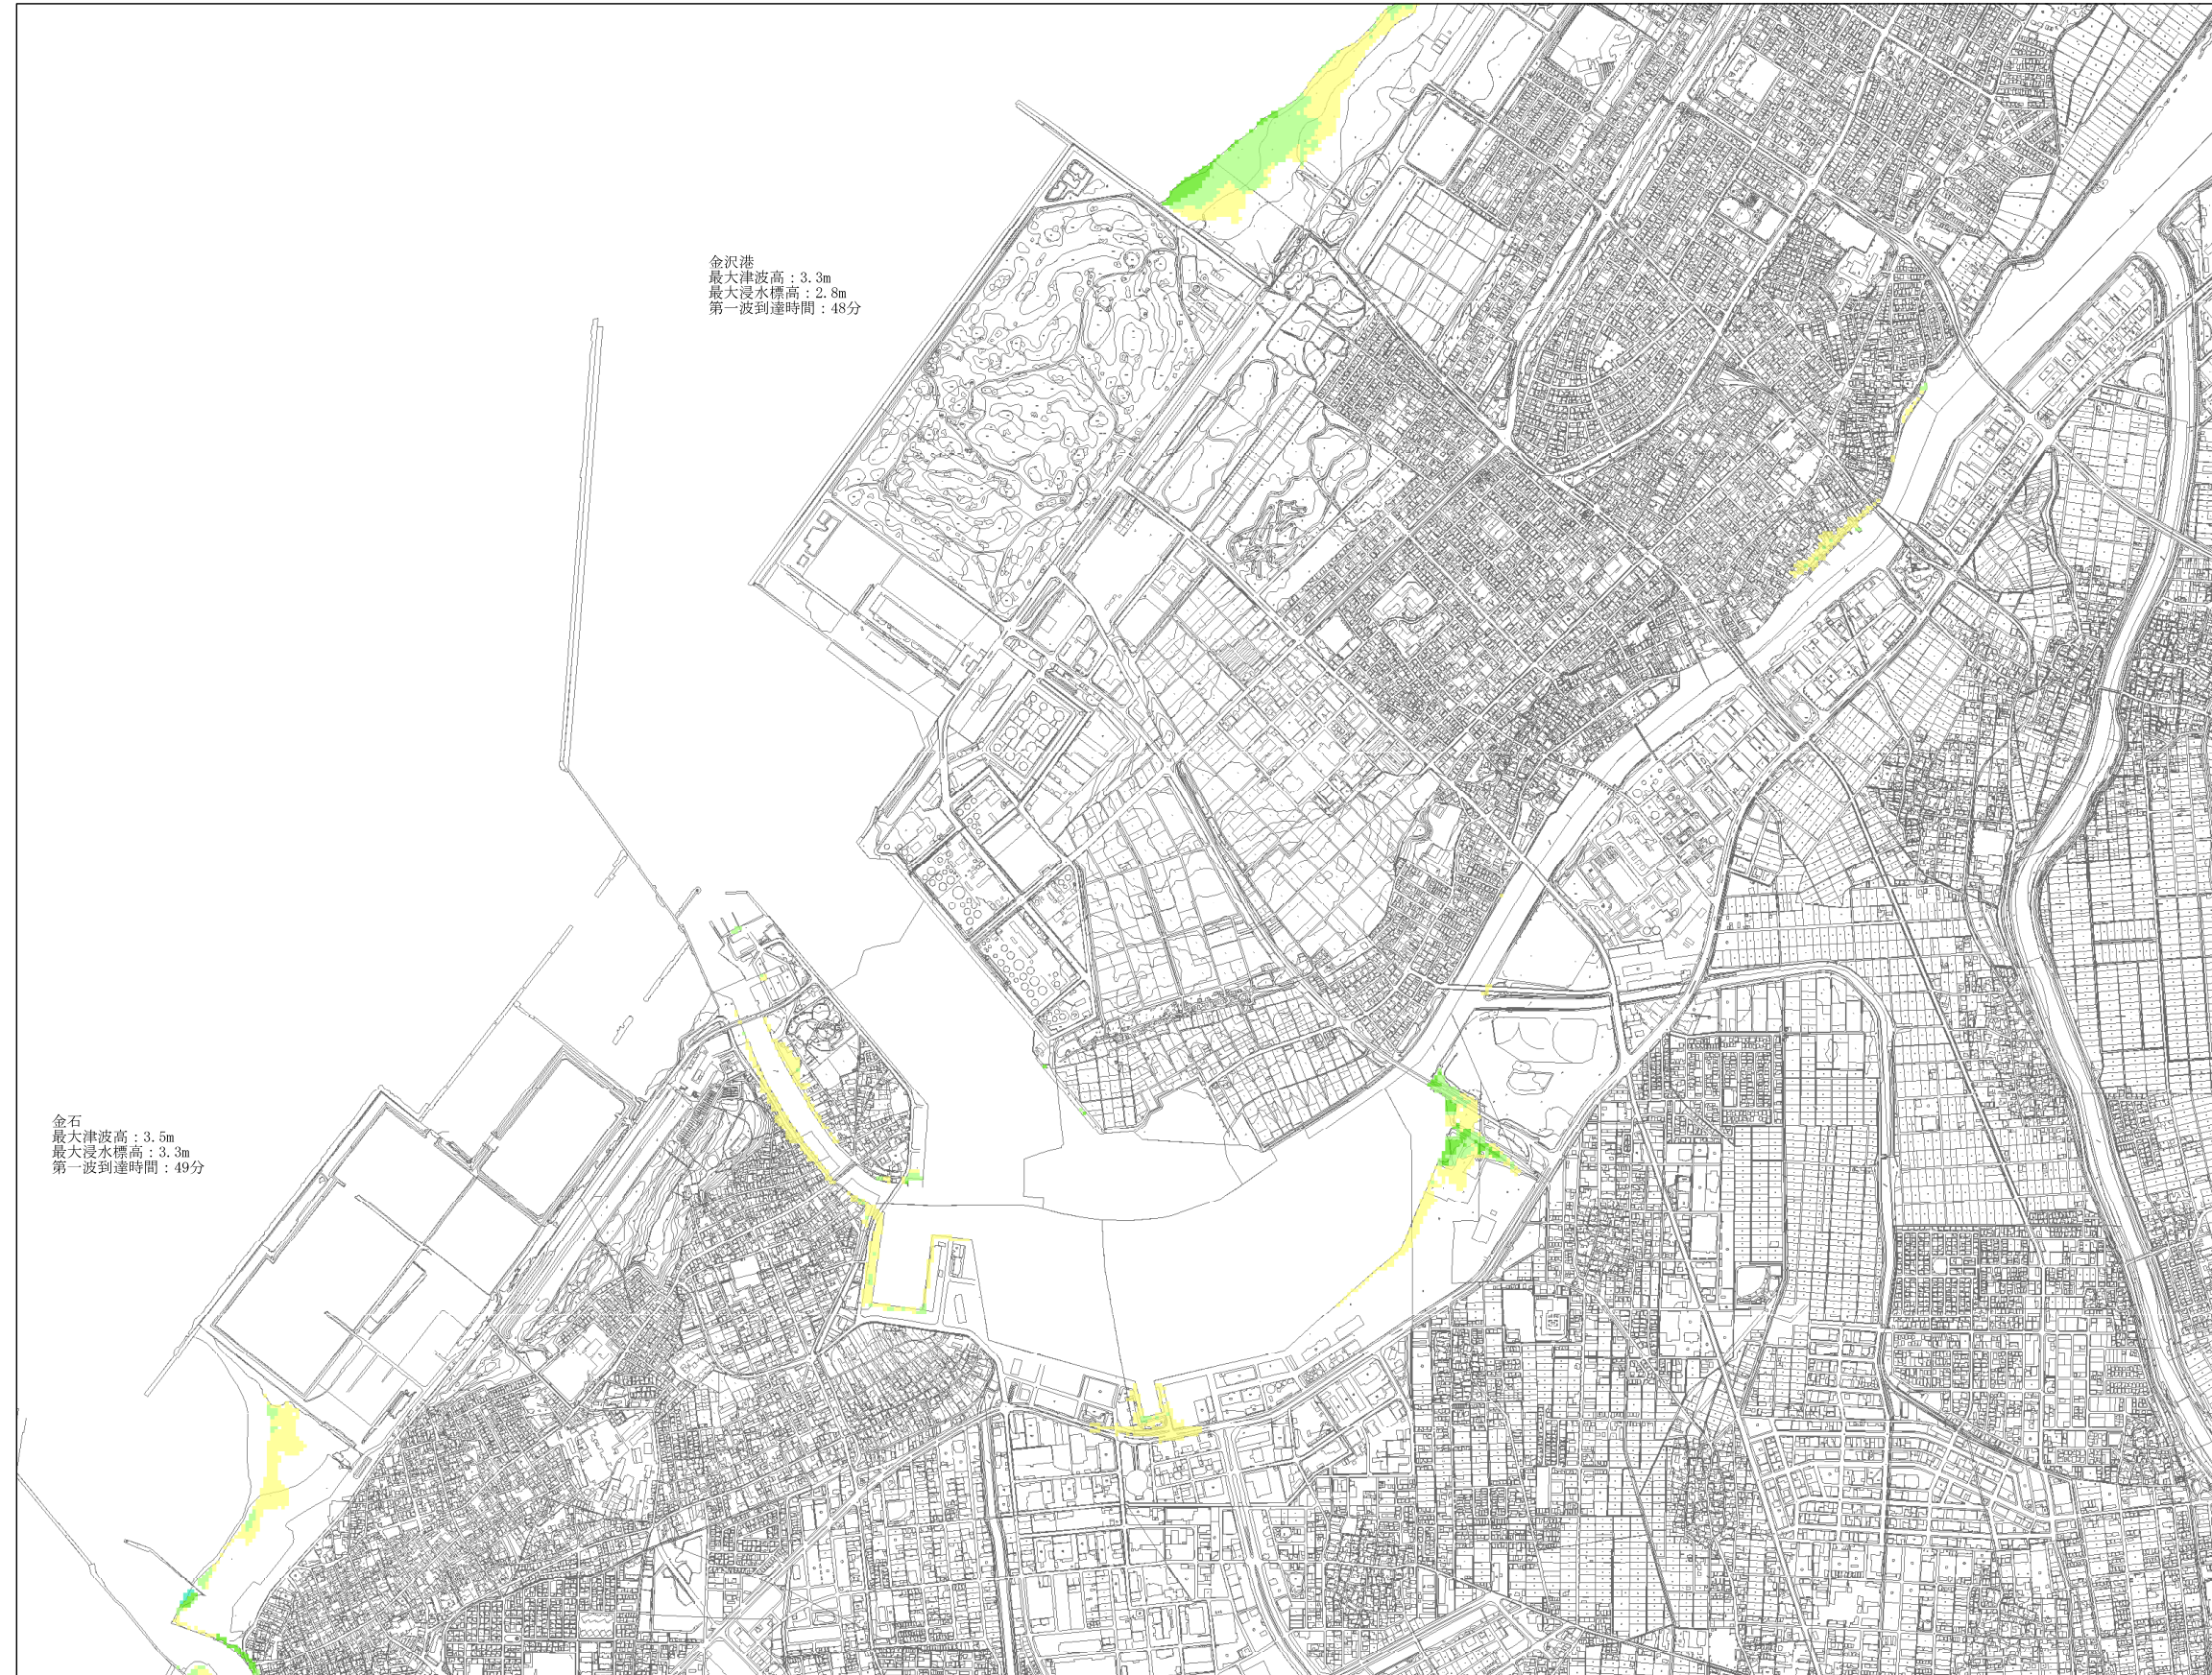 金沢港
最大津波高：3.3m
最大浸水標高：2.8m
第一波到達時間：48分
金石
最大津波高：3.5m
最大浸水標高：3.3m
第一波到達時間：49分